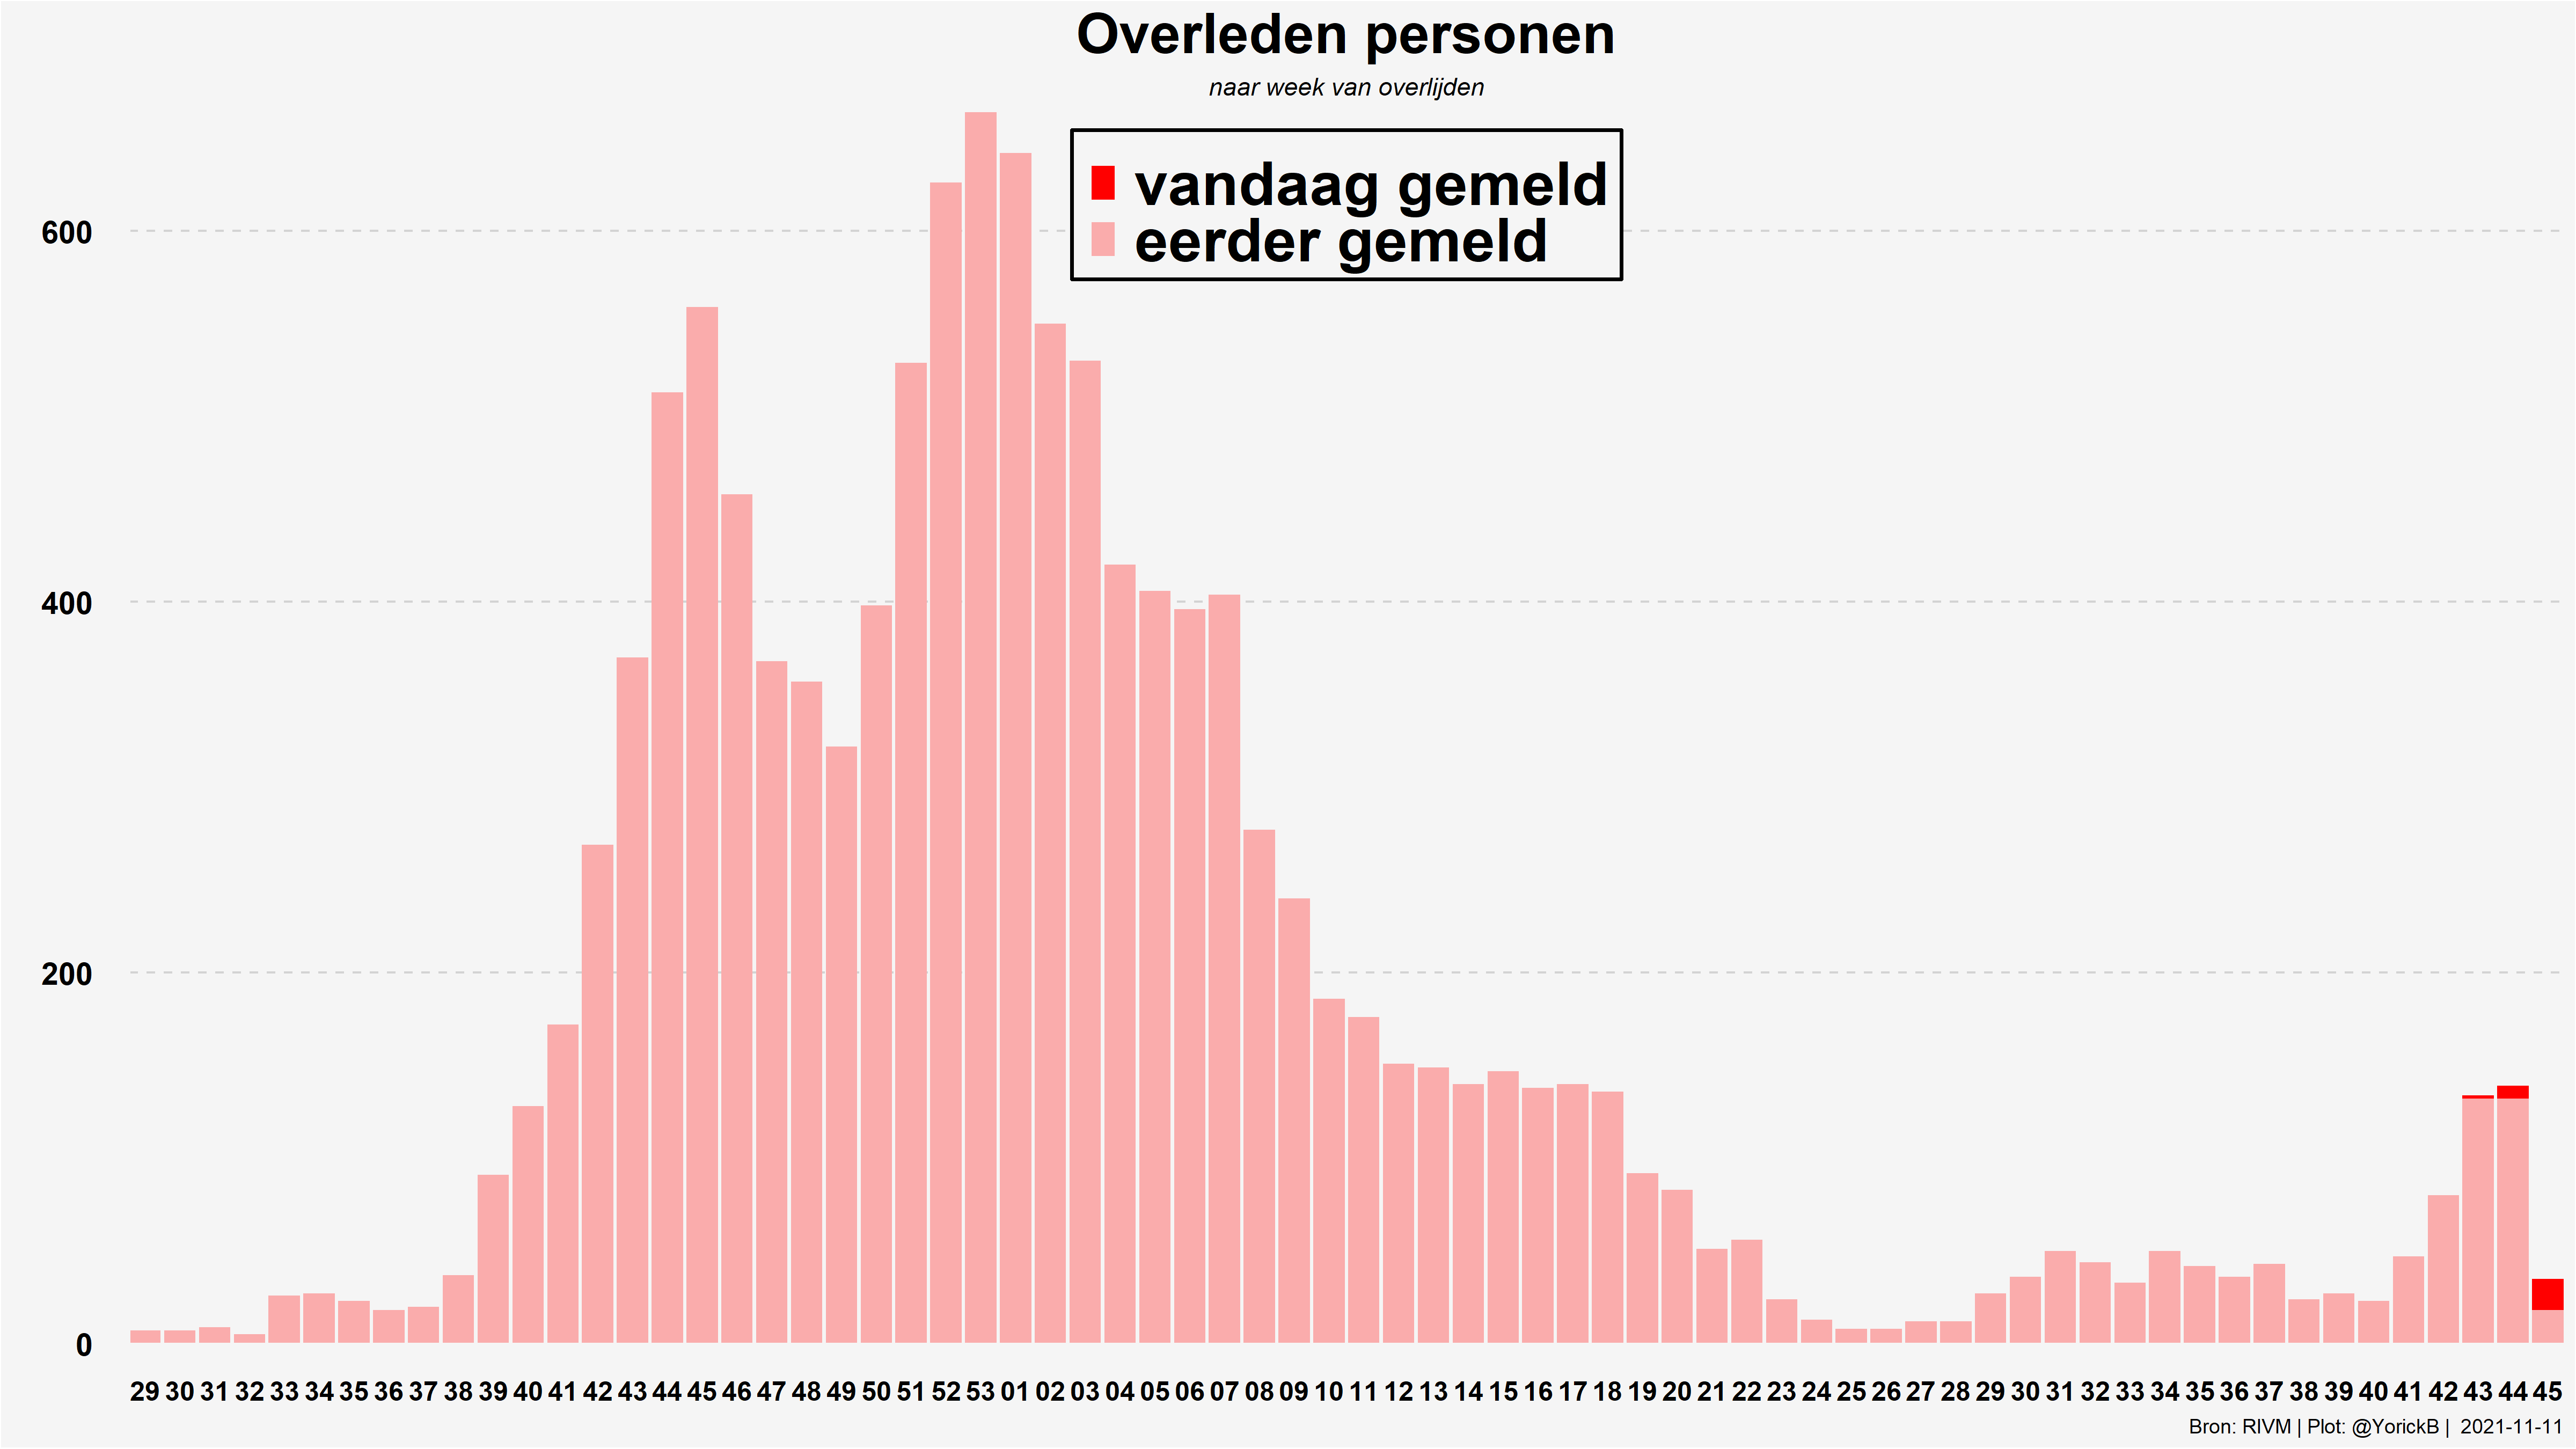 Overleden personen
naar week van overlijden
vandaag gemeld
eerder gemeld
600
400
200
0
29 30 31 32 33 34 35 36 37 38 39 40 41 42 43 44 45 46 47 48 49 50 51 52 53 01 02 03 04 05 06 07 08 09 10 11 12 13 14 15 16 17 18 19 20 21 22 23 24 25 26 27 28 29 30 31 32 33 34 35 36 37 38 39 40 41 42 43 44 45
Bron: RIVM | Plot: @YorickB | 2021-11-11